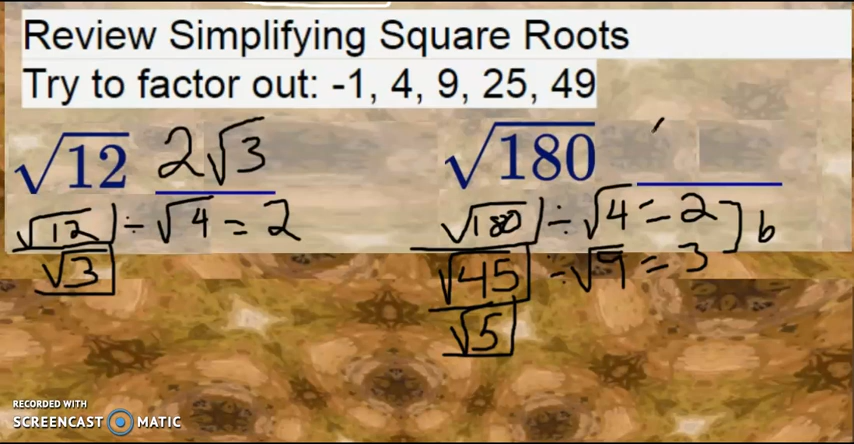 Review Simplifying Square Roots
Try to factor out: -1, 4, 9, 25, 49
√12 2√3 √180
√12 ÷ √4 = 2 √180 ÷ √4 = 2 ] 6
√3 √45 ÷ √9 = 3
√5
RECORDED WITH
SCREENCAST MATIC